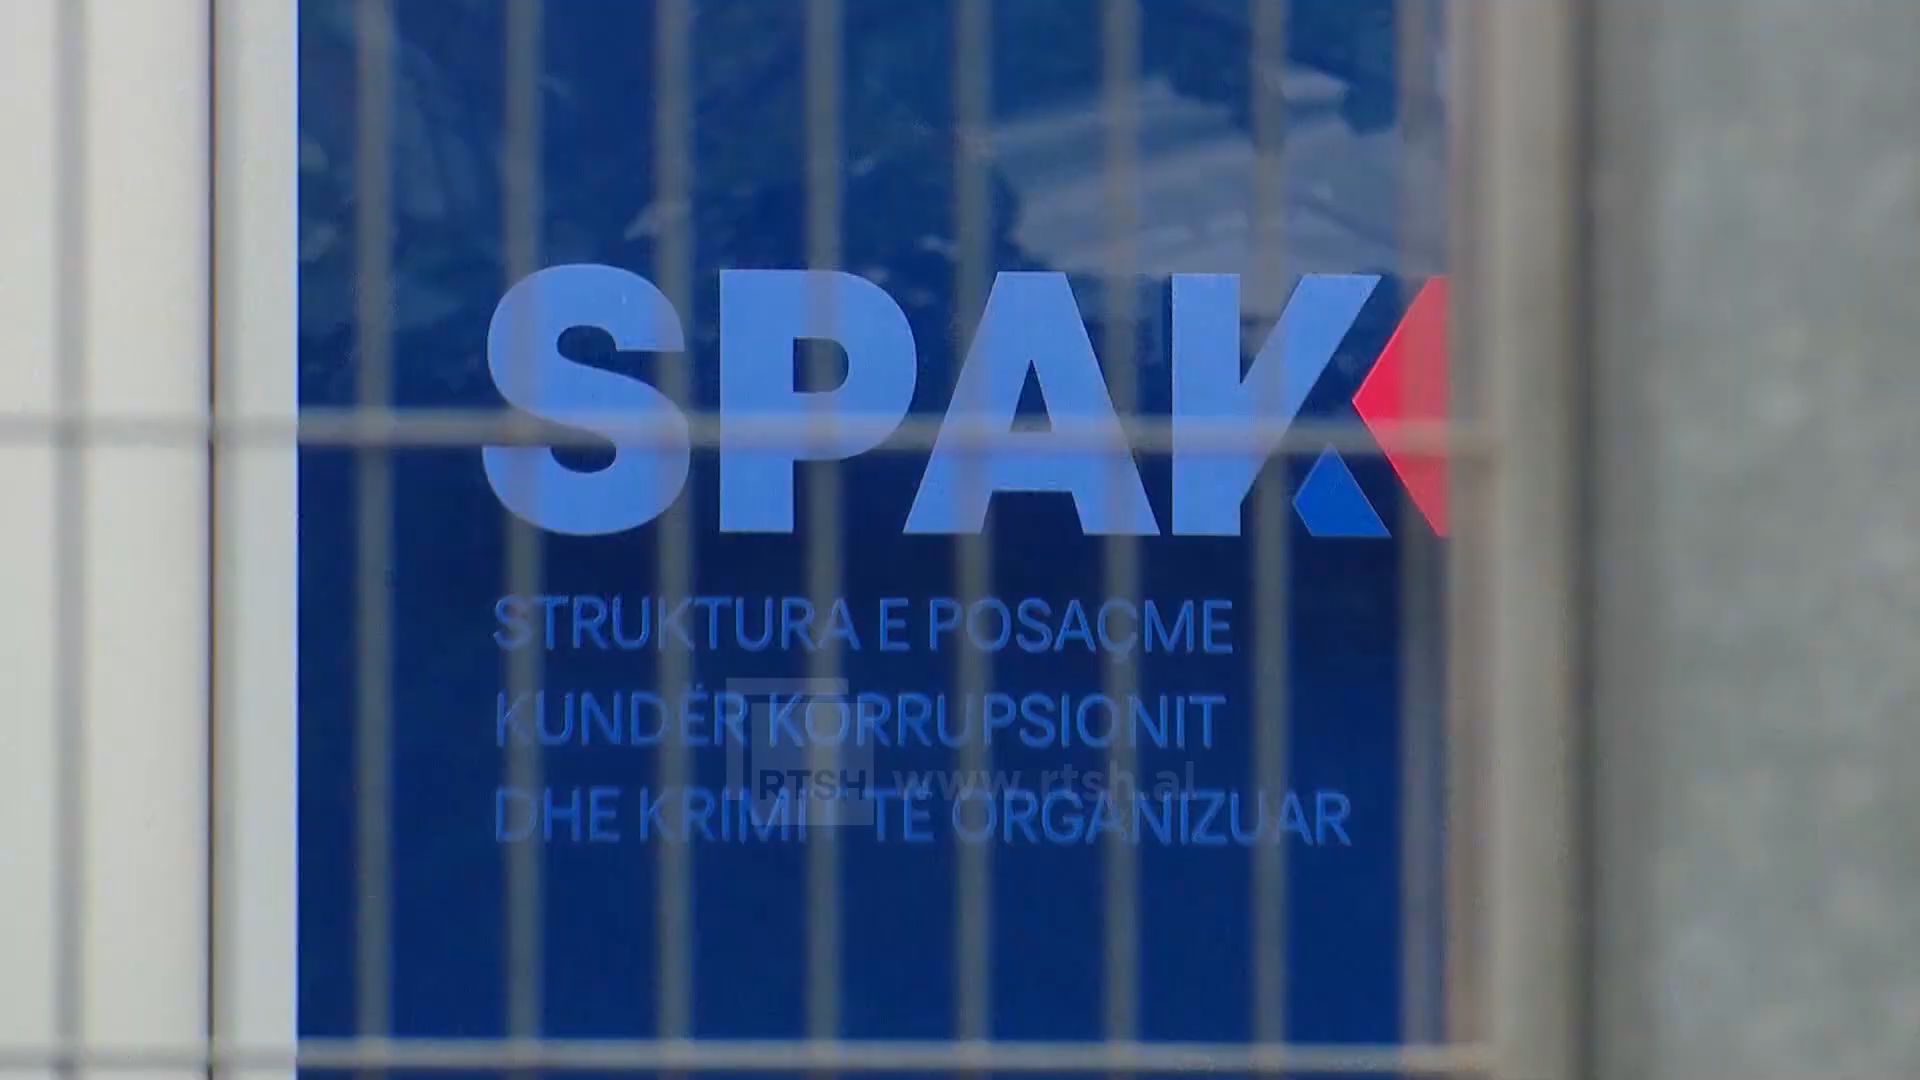 SPAK
STRUKTURA E POSAÇME
KUNDËR KORRUPSIONIT
DHE KRIMIT TË ORGANIZUAR
RTSH www.rtsh.al